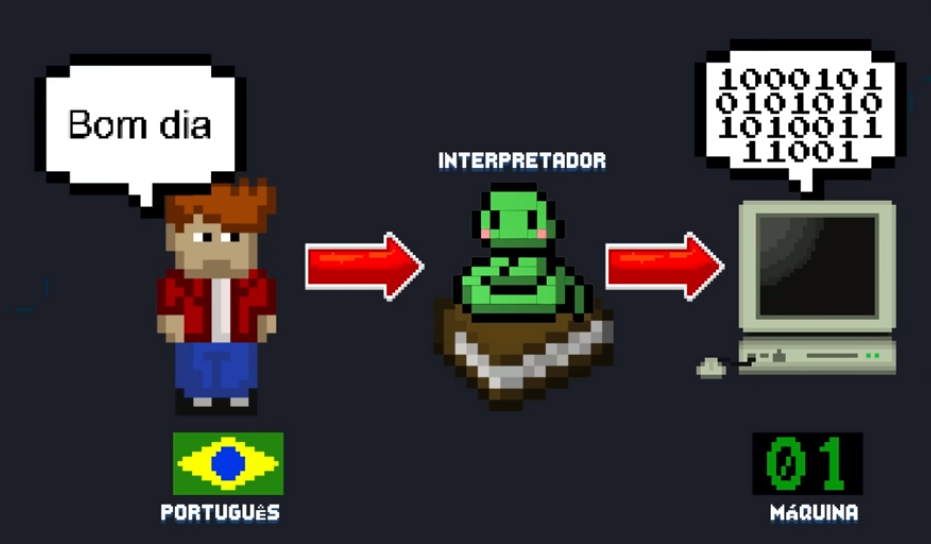 Bom dia
1000101
0101010
1010011
11001
INTERPRETADOR
01
PORTUGUÊS
MÁQUINA